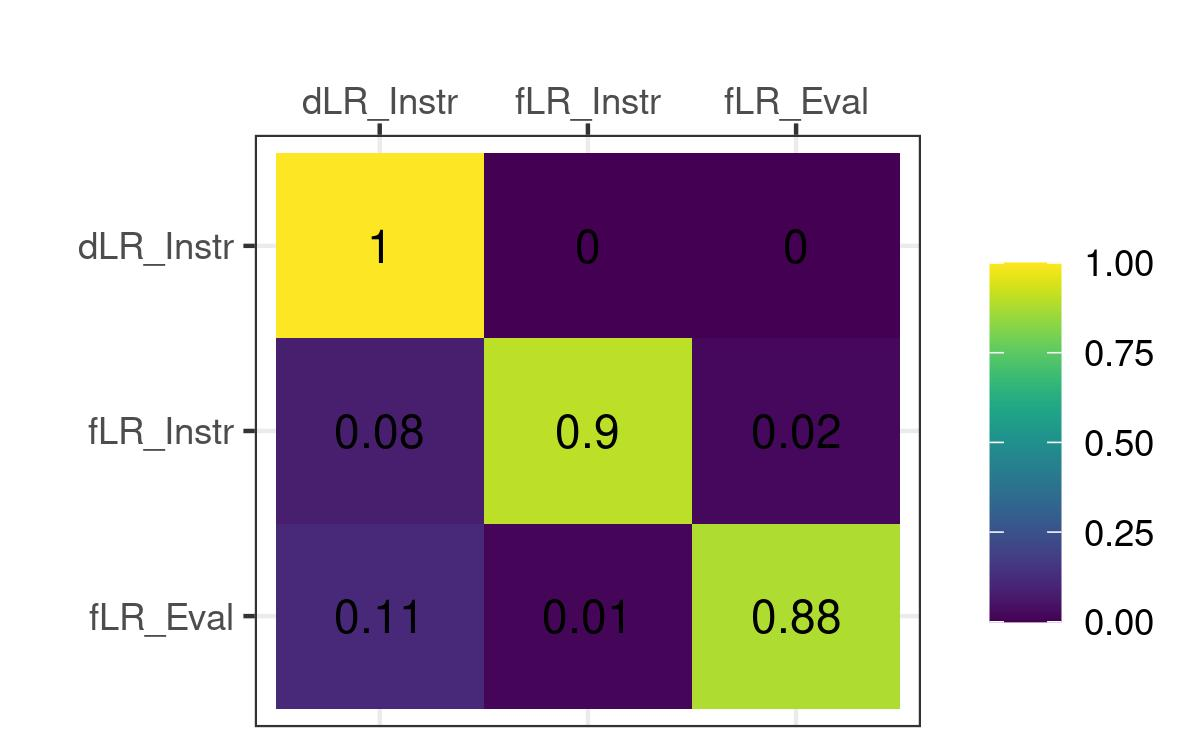 dLR_Instr fLR_Instr fLR_Eval
dLR_Instr 1 0 0
fLR_Instr 0.08 0.9 0.02
fLR_Eval 0.11 0.01 0.88
1.00
0.75
0.50
0.25
0.00